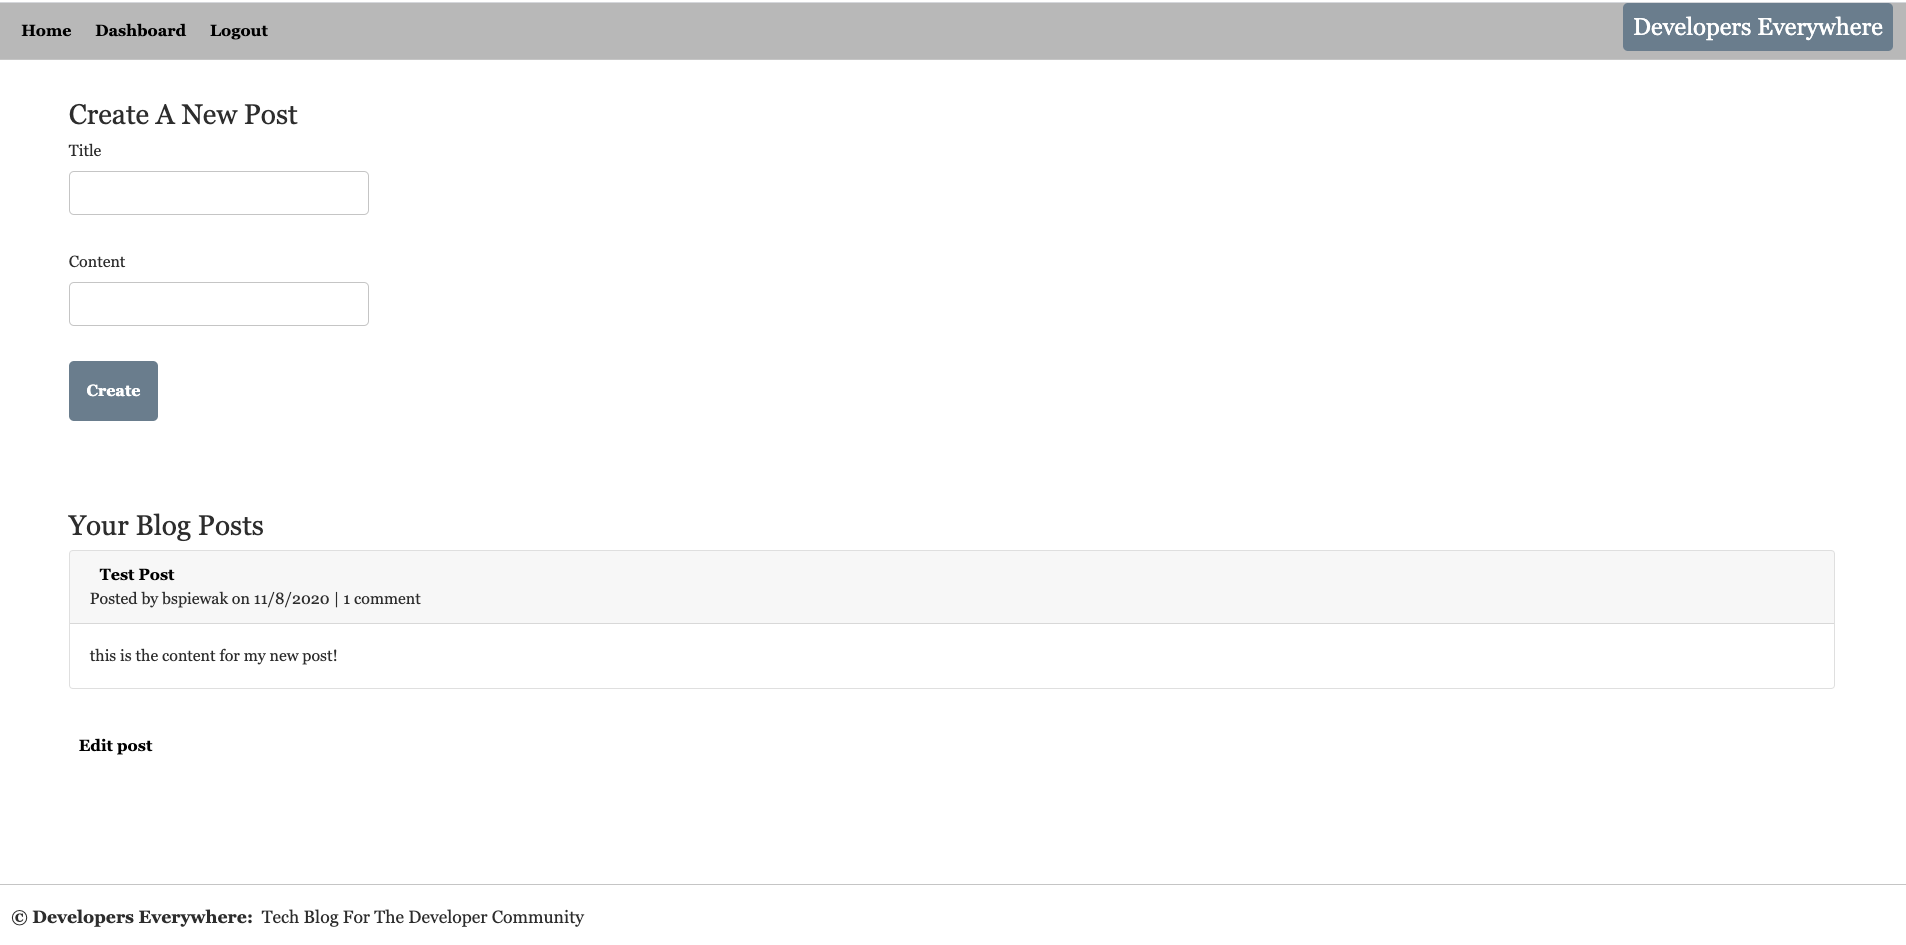 Home Dashboard Logout Developers Everywhere
Create A New Post
Title
Content
Create
Your Blog Posts
Test Post
Posted by bspiewak on 11/8/2020 | 1 comment
this is the content for my new post!
Edit post
© Developers Everywhere: Tech Blog For The Developer Community